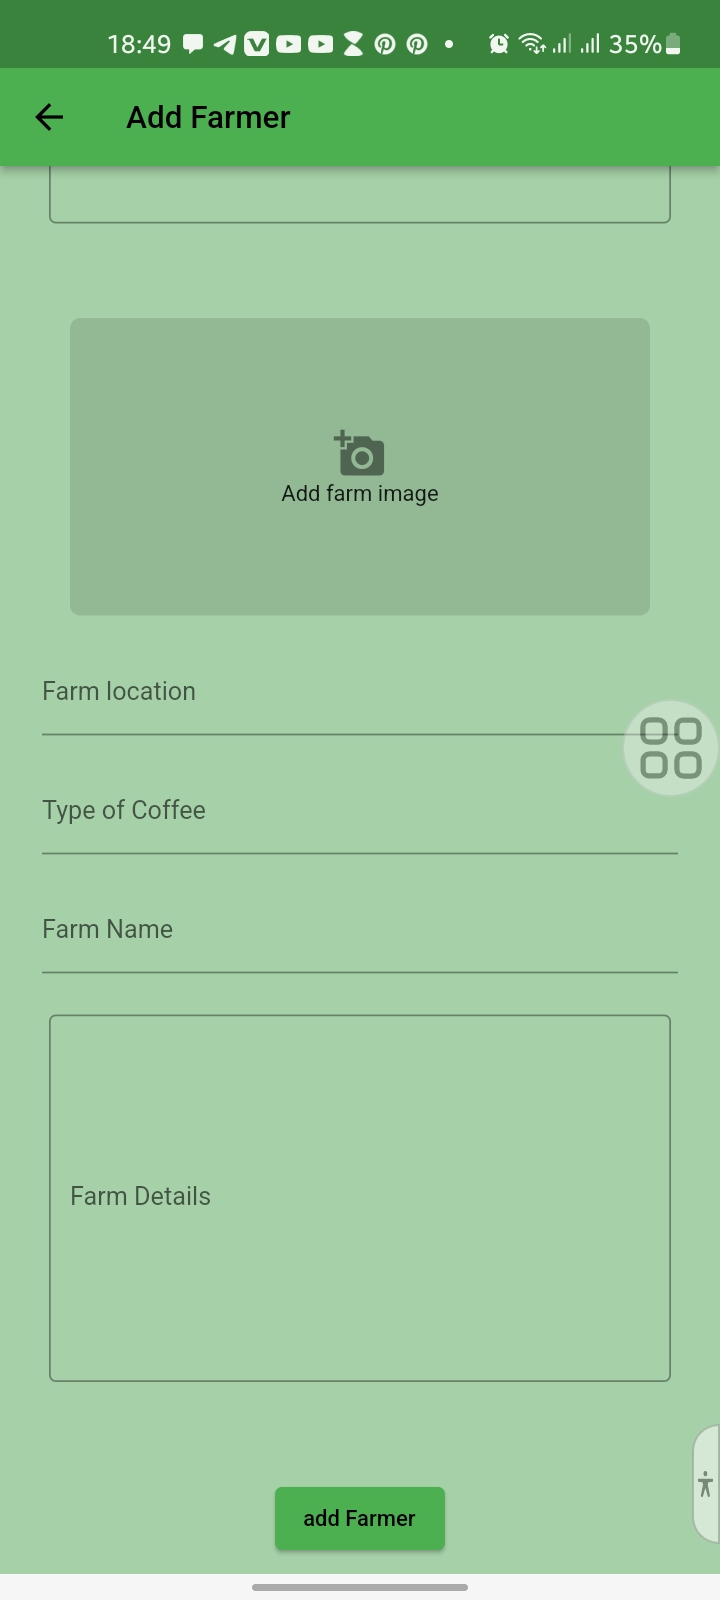 18:49
35%
Add Farmer
Add farm image
Farm location
Type of Coffee
Farm Name
Farm Details
add Farmer